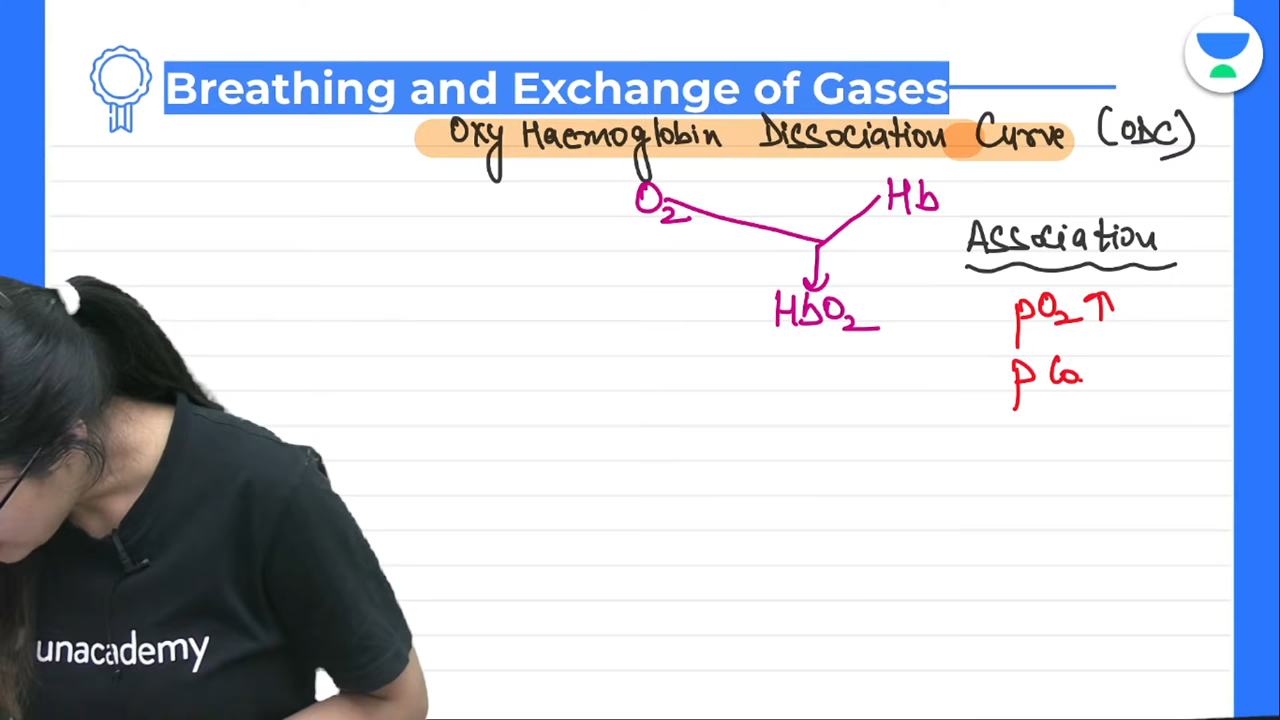 Breathing and Exchange of Gases
Oxy Haemoglobin Dissociation Curve (ODC)
O2 Hb
Association
HbO2
pO2 ↑
p Co
unacademy